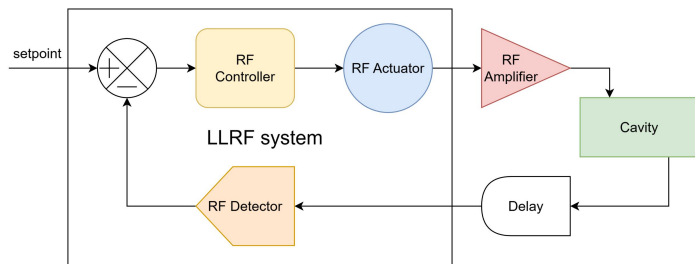 setpoint
RF
Controller
RF Actuator
RF
Amplifier
Cavity
LLRF system
RF Detector
Delay